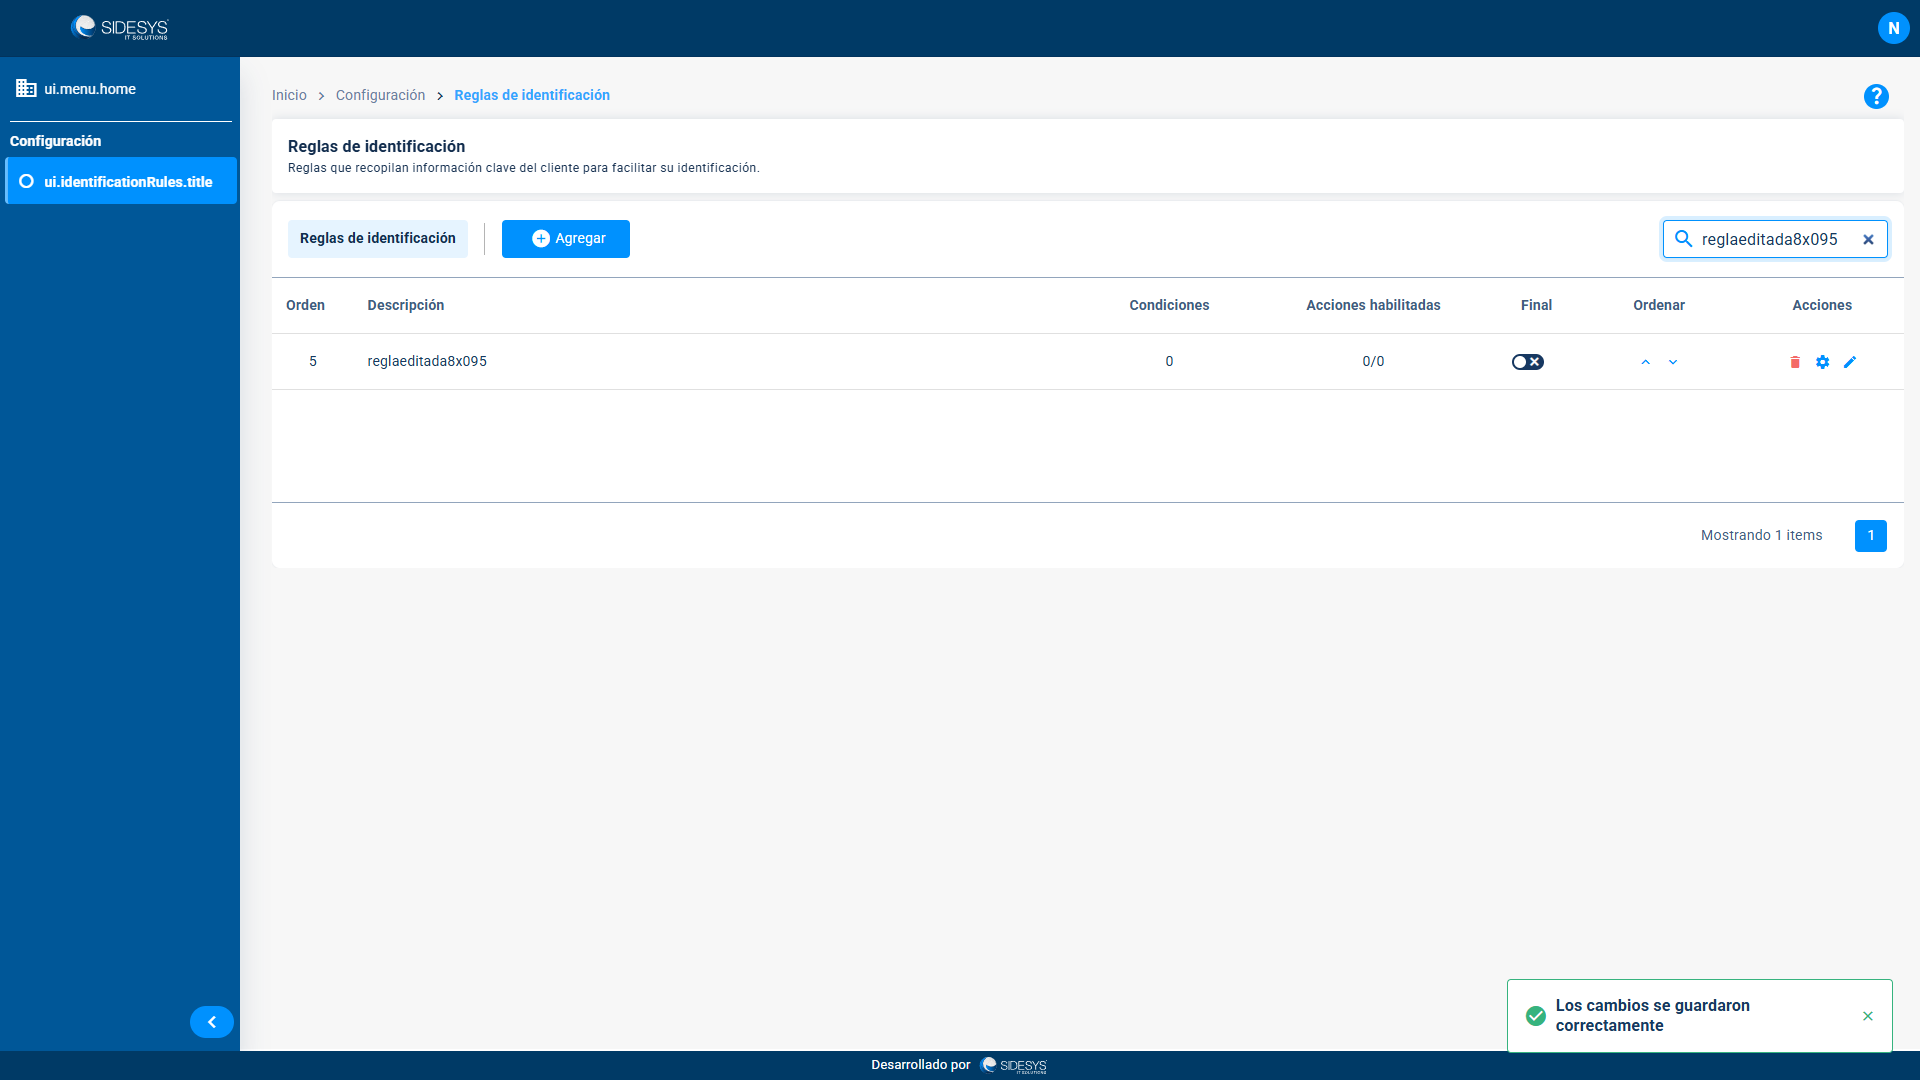 SIDESYS
IT SOLUTIONS
N
ui.menu.home
Configuración
ui.identificationRules.title
Inicio > Configuración > Reglas de identificación
?
Reglas de identificación
Reglas que recopilan información clave del cliente para facilitar su identificación.
Reglas de identificación
Agregar
reglaeditada8x095
Orden Descripción Condiciones Acciones habilitadas Final Ordenar Acciones
5 reglaeditada8x095 0 0/0
Mostrando 1 items 1
Los cambios se guardaron
correctamente
Desarrollado por SIDESYS
IT SOLUTIONS